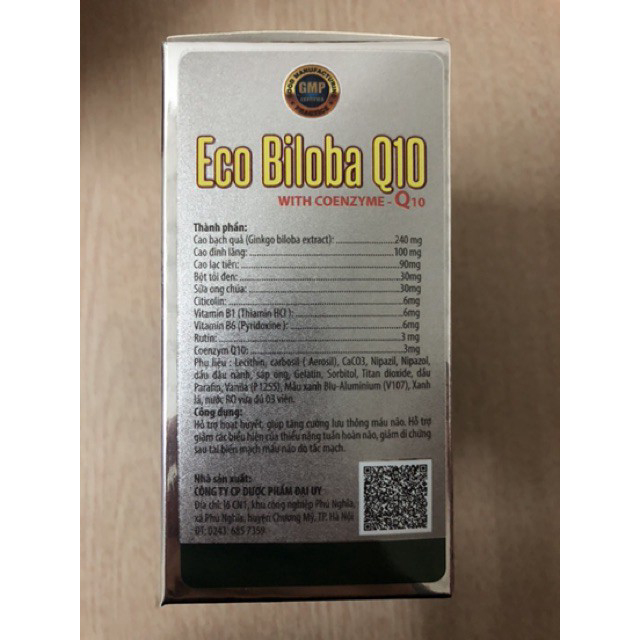 GOOD MANUFACTURING
GMP
CERTIFIED
PRACTICE
Eco Biloba Q10
WITH COENZYME - Q10
Thành phần:
Cao bạch quả (Ginkgo biloba extract): 240 mg
Cao đinh lăng: 100 mg
Cao lạc tiên: 90mg
Bột tỏi đen: 30mg
Sữa ong chúa: 30mg
Citicolin: 6mg
Vitamin B1 (Thiamin HCl ): 6mg
Vitamin B6 (Pyridoxine ): 6mg
Rutin: 3 mg
Coenzym Q10: 3mg
Phụ liệu : Lecithin, carbosil ( Aerosil), CaCO3, Nipazil, Nipazol,
dầu đậu nành, sáp ong, Gelatin, Sorbitol, Titan dioxide, dầu
Parafin, Vanila (P1255), Màu xanh Blu-Aluminium (V107), Xanh
lá, nước RO vừa đủ 03 viên.
Công dụng:
Hỗ trợ hoạt huyết, giúp tăng cường lưu thông máu não. Hỗ trợ
giảm các biểu hiện của thiểu năng tuần hoàn não, giảm di chứng
sau tai biến mạch máu não do tắc mạch.
Nhà sản xuất:
CÔNG TY CP DƯỢC PHẨM ĐẠI UY
Địa chỉ: lô CN1, khu công nghiệp Phú Nghĩa,
xã Phú Nghĩa, huyện Chương Mỹ, TP. Hà Nội
ĐT: 0243 685 7359